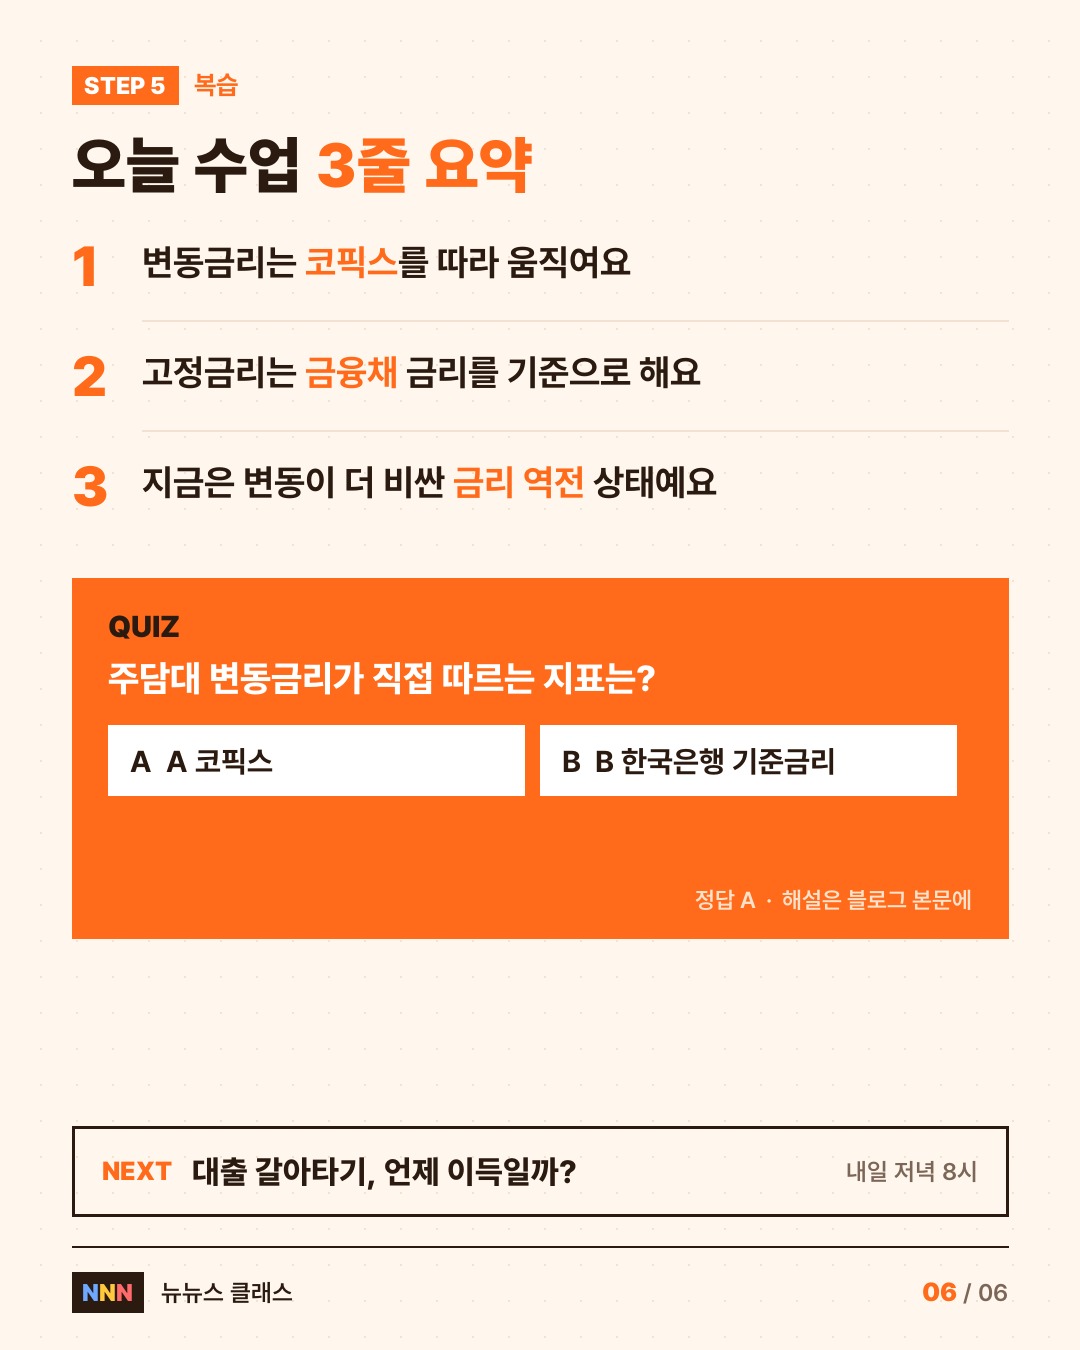 STEP 5 복습
오늘 수업 3줄 요약
1 변동금리는 코픽스를 따라 움직여요
2 고정금리는 금융채 금리를 기준으로 해요
3 지금은 변동이 더 비싼 금리 역전 상태예요
QUIZ
주담대 변동금리가 직접 따르는 지표는?
A A 코픽스
B B 한국은행 기준금리
정답 A · 해설은 블로그 본문에
NEXT 대출 갈아타기, 언제 이득일까? 내일 저녁 8시
NNN 뉴뉴스 클래스 06 / 06